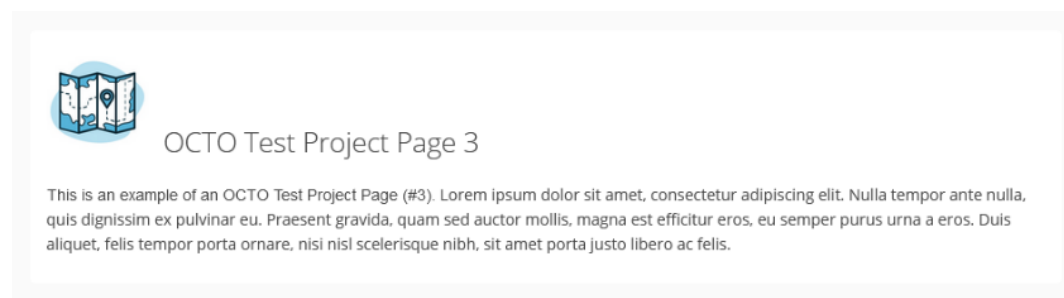 OCTO Test Project Page 3
This is an example of an OCTO Test Project Page (#3). Lorem ipsum dolor sit amet, consectetur adipiscing elit. Nulla tempor ante nulla,
quis dignissim ex pulvinar eu. Praesent gravida, quam sed auctor mollis, magna est efficitur eros, eu semper purus urna a eros. Duis
aliquet, felis tempor porta ornare, nisi nisl scelerisque nibh, sit amet porta justo libero ac felis.